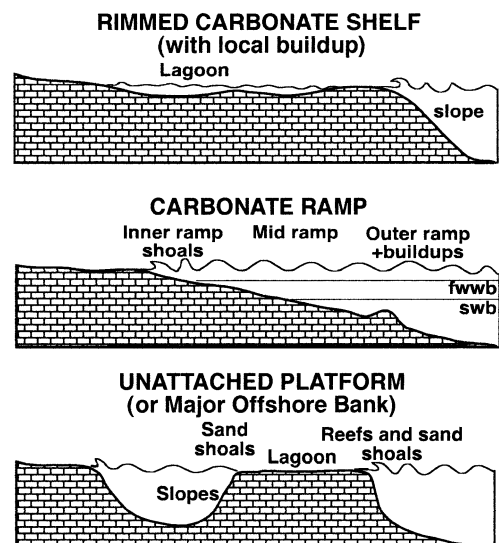 RIMMED CARBONATE SHELF
(with local buildup)
Lagoon
slope
CARBONATE RAMP
Inner ramp shoals
Mid ramp
Outer ramp +buildups
fwwb
swb
UNATTACHED PLATFORM
(or Major Offshore Bank)
Sand shoals
Lagoon
Reefs and sand shoals
Slopes